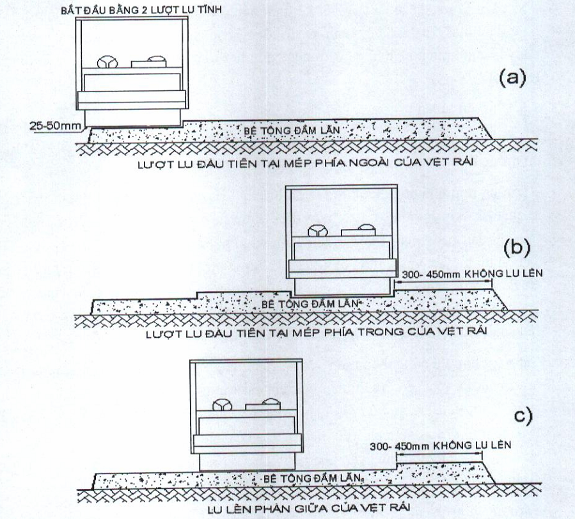 BẮT ĐẦU BẰNG 2 LƯỢT LU TĨNH
(a)
25-50mm
BÊ TÔNG ĐẦM LĂN
LƯỢT LU ĐẦU TIÊN TẠI MÉP PHÍA NGOÀI CỦA VỆT RẢI
(b)
300- 450mm KHÔNG LU LÊN
BÊ TÔNG ĐẦM LĂN
LƯỢT LU ĐẦU TIÊN TẠI MÉP PHÍA TRONG CỦA VỆT RẢI
c)
300- 450mm KHÔNG LU LÊN
BÊ TÔNG ĐẦM LĂN
LU LÈN PHẦN GIỮA CỦA VỆT RẢI